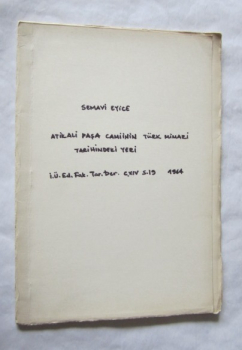 SEMAVİ EYİCE
ATİKALİ PAŞA CAMİİNİN TÜRK MİMARİ
TARİHİNDEKİ YERİ
İ.Ü. Ed. Fak. Tar. Der. C.XIV S.19 1964